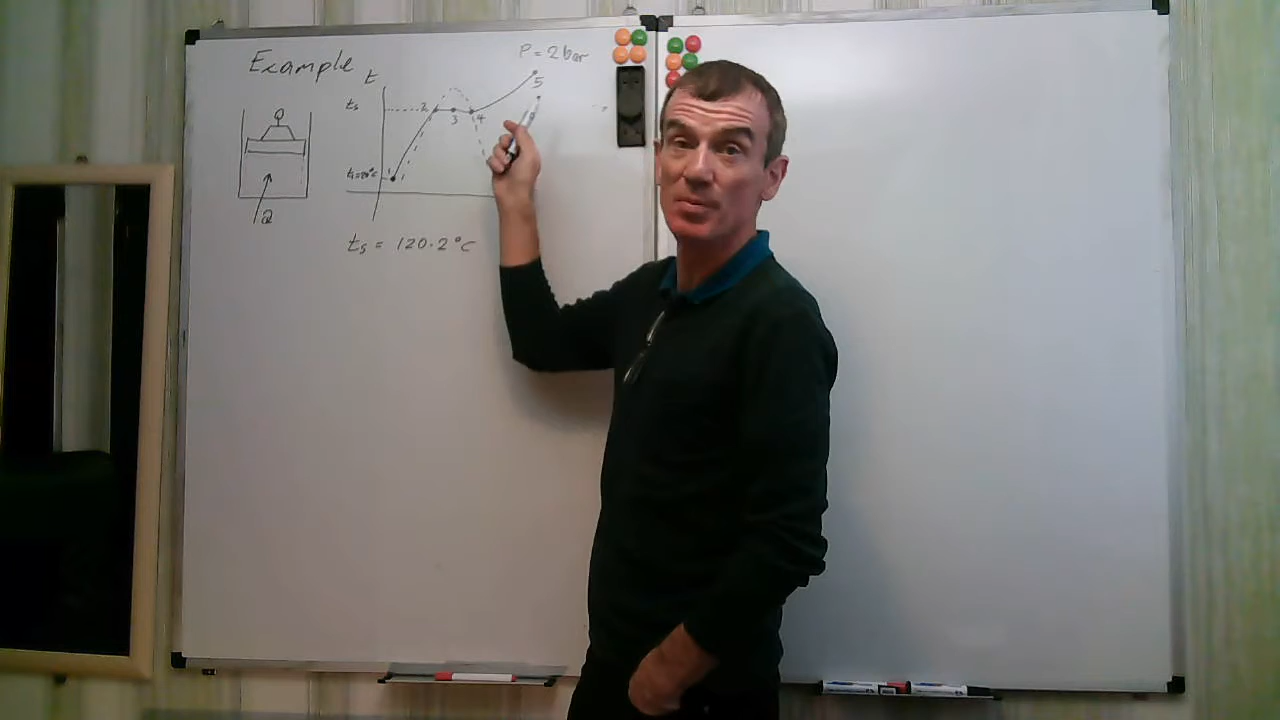 Example
P = 2 bar
t
5
ts
2
3
4
1
Q
ts = 120.2°C